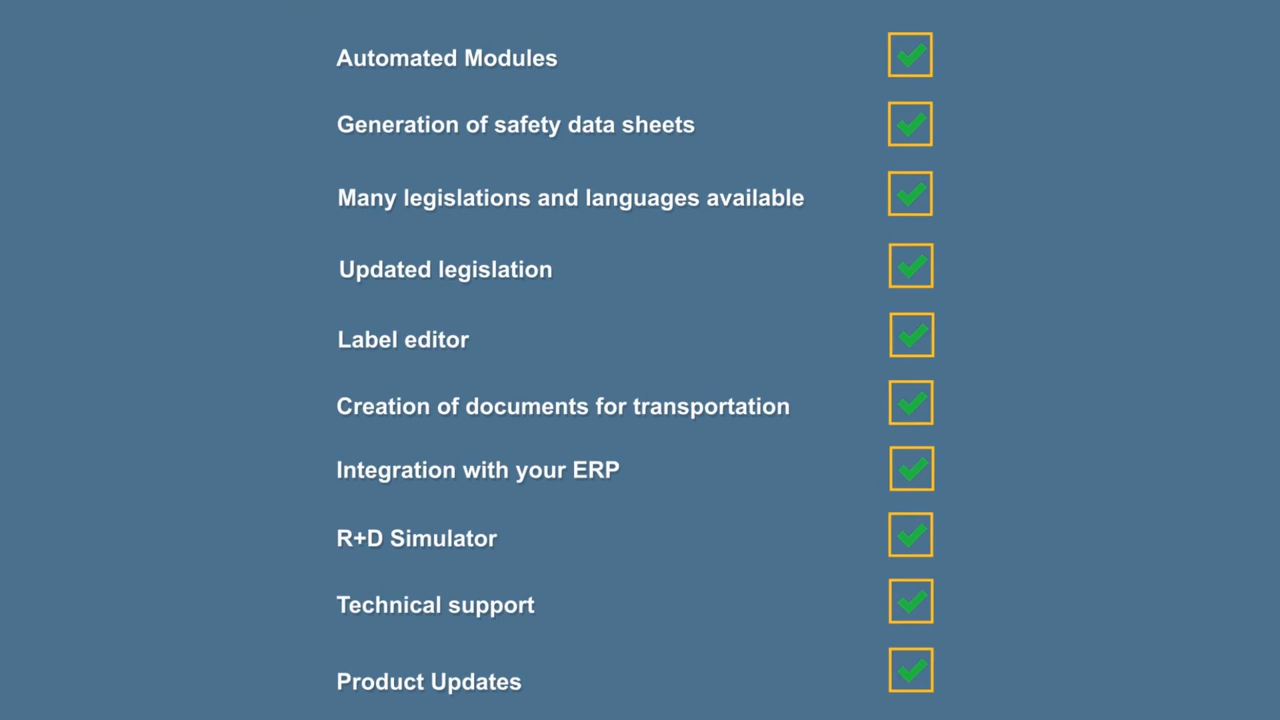 Automated Modules
Generation of safety data sheets
Many legislations and languages available
Updated legislation
Label editor
Creation of documents for transportation
Integration with your ERP
R+D Simulator
Technical support
Product Updates